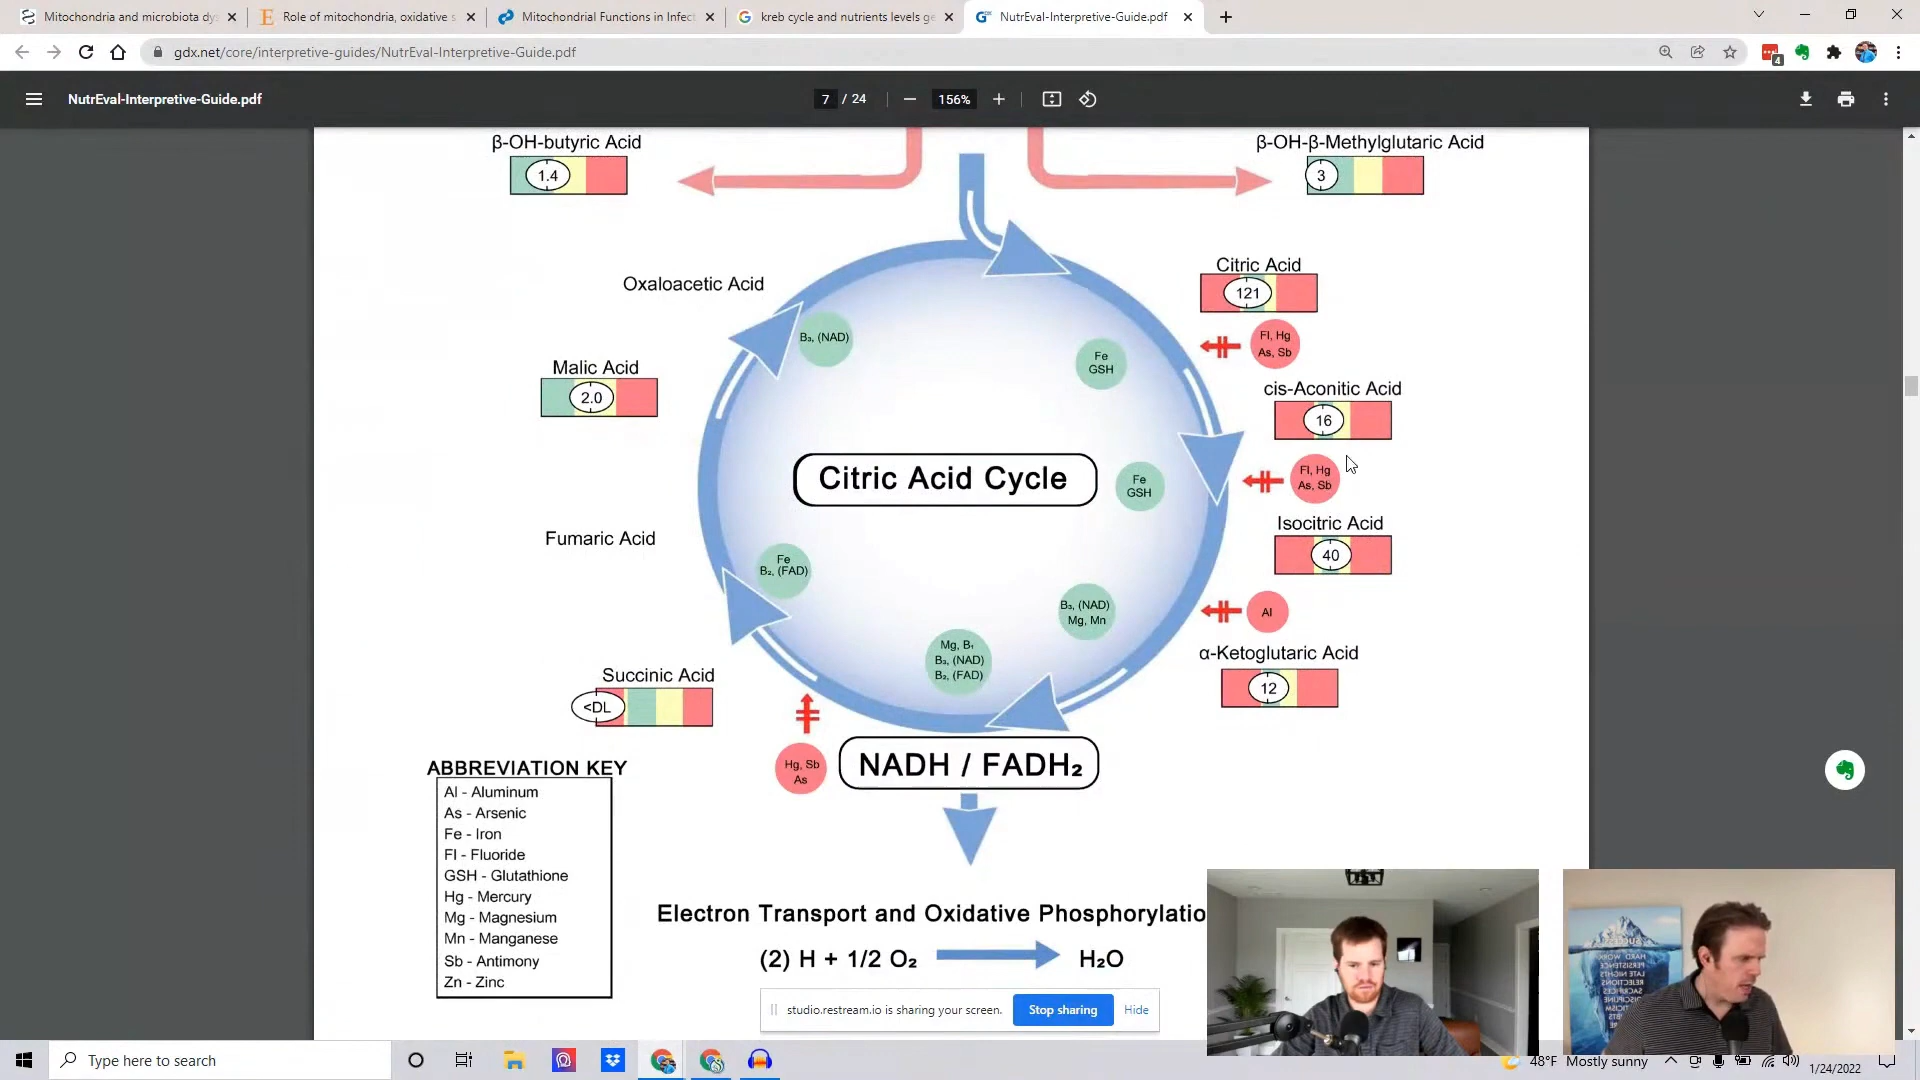 Mitochondria and microbiota dys
Role of mitochondria, oxidative s
Mitochondrial Functions in Infect
kreb cycle and nutrients levels ge
NutrEval-Interpretive-Guide.pdf
gdx.net/core/interpretive-guides/NutrEval-Interpretive-Guide.pdf
4
NutrEval-Interpretive-Guide.pdf
7 / 24
156%
β-OH-butyric Acid
1.4
β-OH-β-Methylglutaric Acid
3
Oxaloacetic Acid
Citric Acid
121
B₃, (NAD)
Fl, Hg
As, Sb
Fe
GSH
Malic Acid
2.0
cis-Aconitic Acid
16
Citric Acid Cycle
Fe
GSH
Fl, Hg
As, Sb
Isocitric Acid
40
Fumaric Acid
Fe
B₂, (FAD)
B₃, (NAD)
Mg, Mn
Al
Mg, B₁
B₃, (NAD)
B₂, (FAD)
α-Ketoglutaric Acid
12
Succinic Acid
<DL
Hg, Sb
As
NADH / FADH₂
ABBREVIATION KEY
Al - Aluminum
As - Arsenic
Fe - Iron
Fl - Fluoride
GSH - Glutathione
Hg - Mercury
Mg - Magnesium
Mn - Manganese
Sb - Antimony
Zn - Zinc
Electron Transport and Oxidative Phosphorylatio
(2) H + 1/2 O₂
H₂O
studio.restream.io is sharing your screen.
Stop sharing
Hide
Type here to search
48°F Mostly sunny
1/24/2022